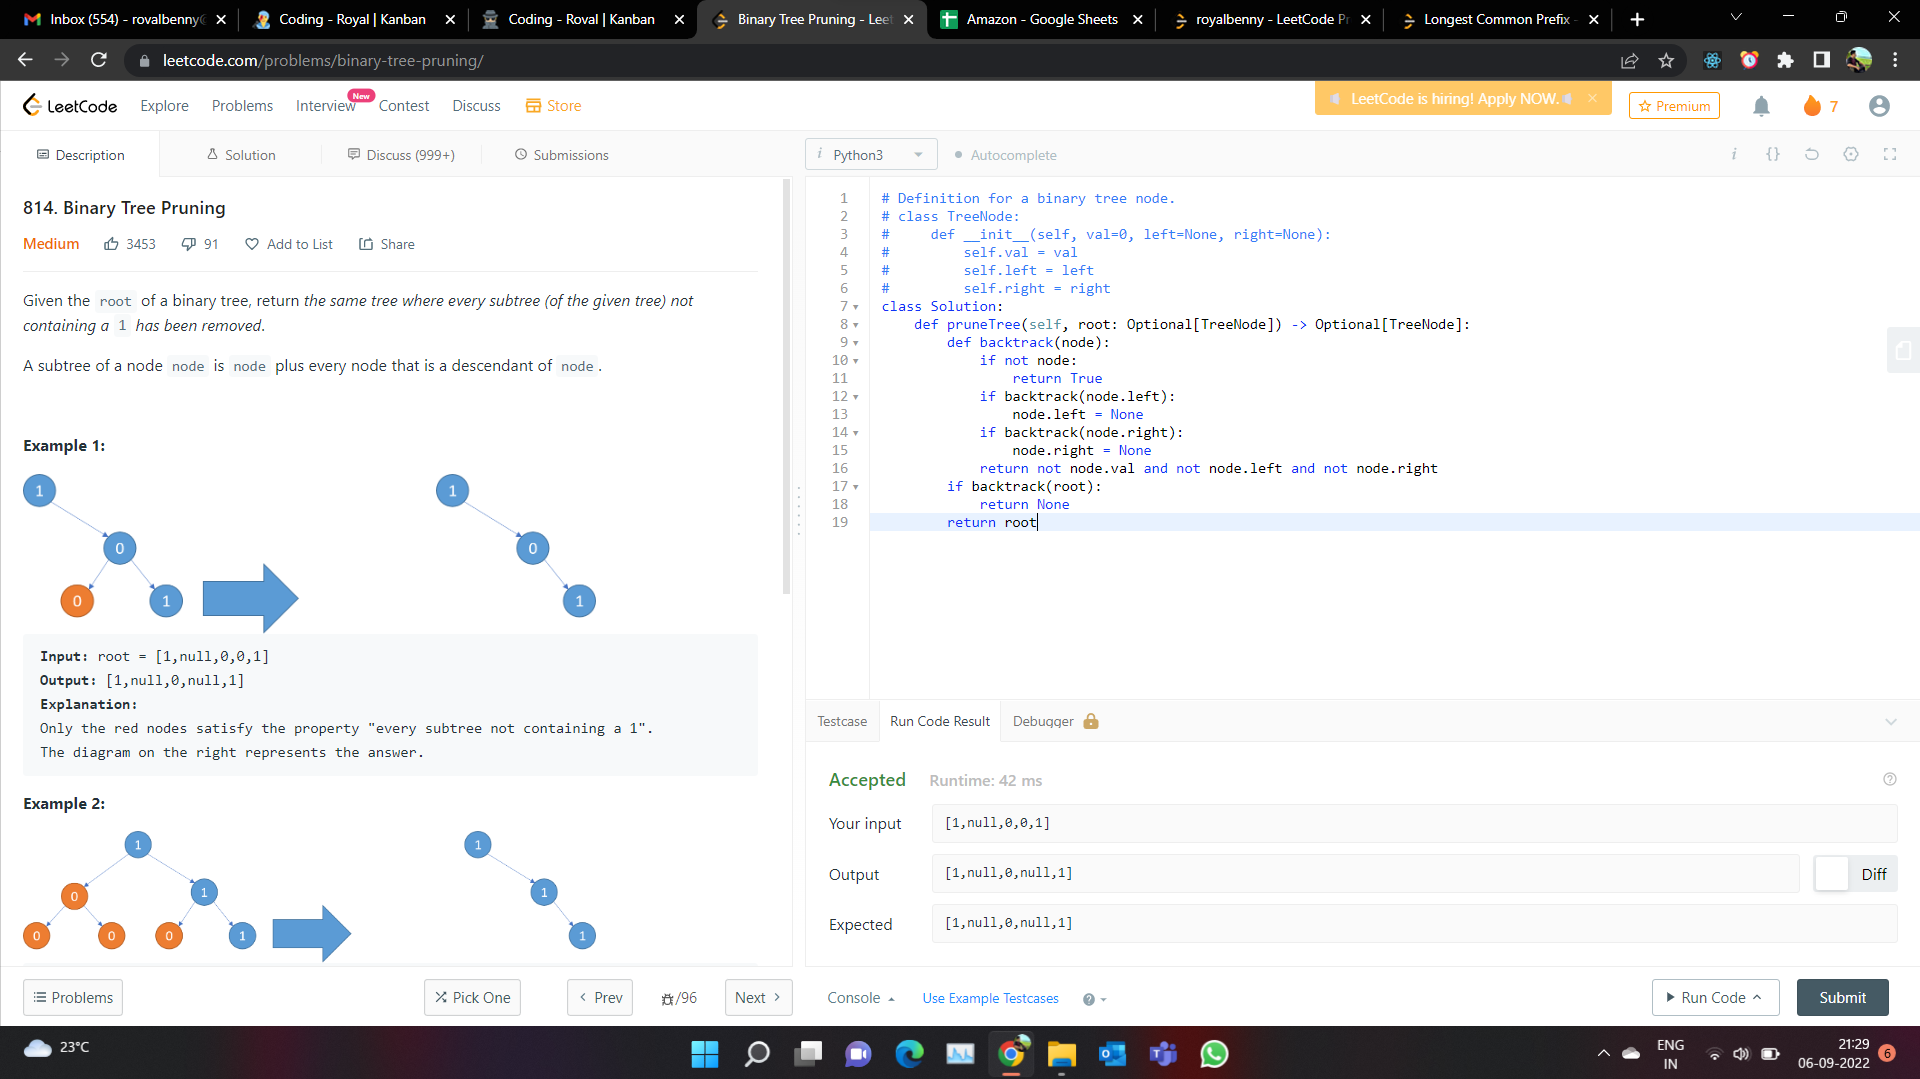 Inbox (554) - rovalbenny@
Coding - Royal | Kanban
Coding - Roval | Kanban
Binary Tree Pruning - Leet
Amazon - Google Sheets
royalbenny - LeetCode Pr
Longest Common Prefix -
leetcode.com/problems/binary-tree-pruning/
LeetCode
Explore
Problems
Interview
New
Contest
Discuss
Store
LeetCode is hiring! Apply NOW.
Premium
7
Description
Solution
Discuss (999+)
Submissions
i Python3
Autocomplete
i {}
814. Binary Tree Pruning
Medium 3453 91 Add to List Share
Given the root of a binary tree, return the same tree where every subtree (of the given tree) not
containing a 1 has been removed.
A subtree of a node node is node plus every node that is a descendant of node .
Example 1:
1
0
0 1
1
0
1
Input: root = [1,null,0,0,1]
Output: [1,null,0,null,1]
Explanation:
Only the red nodes satisfy the property "every subtree not containing a 1".
The diagram on the right represents the answer.
Example 2:
1
0 1
0 0 0 1
1
1
1
1 # Definition for a binary tree node.
2 # class TreeNode:
3 #     def __init__(self, val=0, left=None, right=None):
4 #         self.val = val
5 #         self.left = left
6 #         self.right = right
7 class Solution:
8     def pruneTree(self, root: Optional[TreeNode]) -> Optional[TreeNode]:
9         def backtrack(node):
10             if not node:
11                 return True
12             if backtrack(node.left):
13                 node.left = None
14             if backtrack(node.right):
15                 node.right = None
16             return not node.val and not node.left and not node.right
17         if backtrack(root):
18             return None
19         return root
Testcase
Run Code Result
Debugger
Accepted Runtime: 42 ms
Your input [1,null,0,0,1]
Output [1,null,0,null,1] Diff
Expected [1,null,0,null,1]
Problems
Pick One
Prev
/96
Next
Console
Use Example Testcases
Run Code
Submit
23°C
ENG
IN
21:29
06-09-2022
6